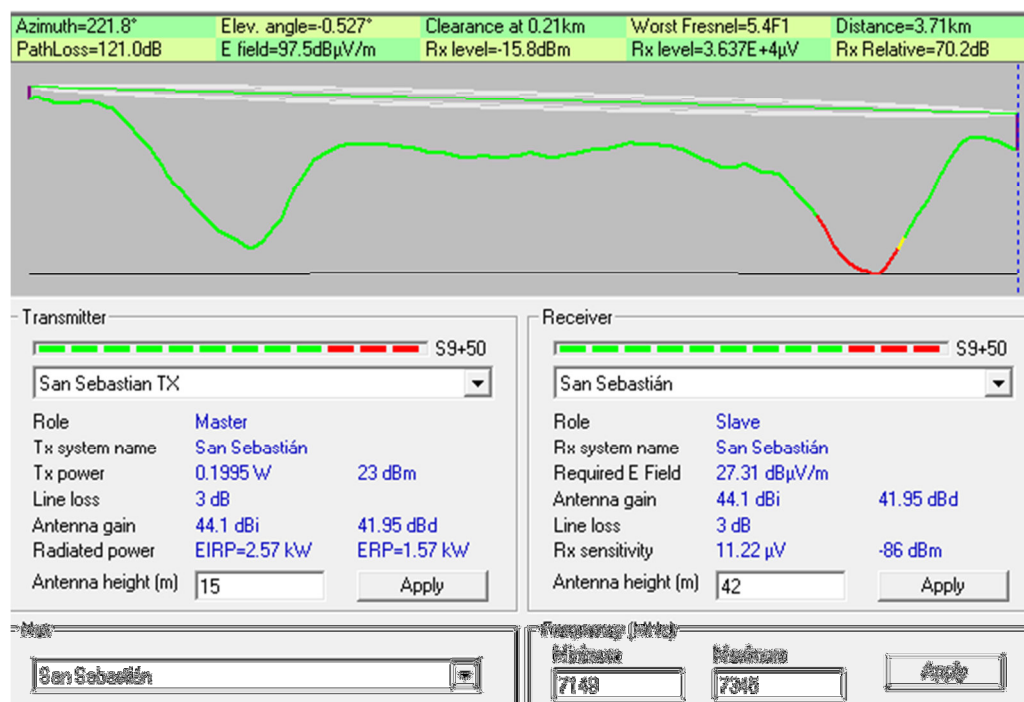 Azimuth=221.8° Elev. angle=-0.527° Clearance at 0.21km Worst Fresnel=5.4F1 Distance=3.71km
PathLoss=121.0dB E field=97.5dBµV/m Rx level=-15.8dBm Rx level=3.637E+4µV Rx Relative=70.2dB
Transmitter
S9+50
San Sebastian TX
Role Master
Tx system name San Sebastián
Tx power 0.1995 W 23 dBm
Line loss 3 dB
Antenna gain 44.1 dBi 41.95 dBd
Radiated power EIRP=2.57 kW ERP=1.57 kW
Antenna height (m) 15 Apply
Receiver
S9+50
San Sebastián
Role Slave
Rx system name San Sebastián
Required E Field 27.31 dBµV/m
Antenna gain 44.1 dBi 41.95 dBd
Line loss 3 dB
Rx sensitivity 11.22 µV -86 dBm
Antenna height (m) 42 Apply
Net
San Sebastián
Frequency (MHz)
Minimum Maximum
7149 7345 Apply